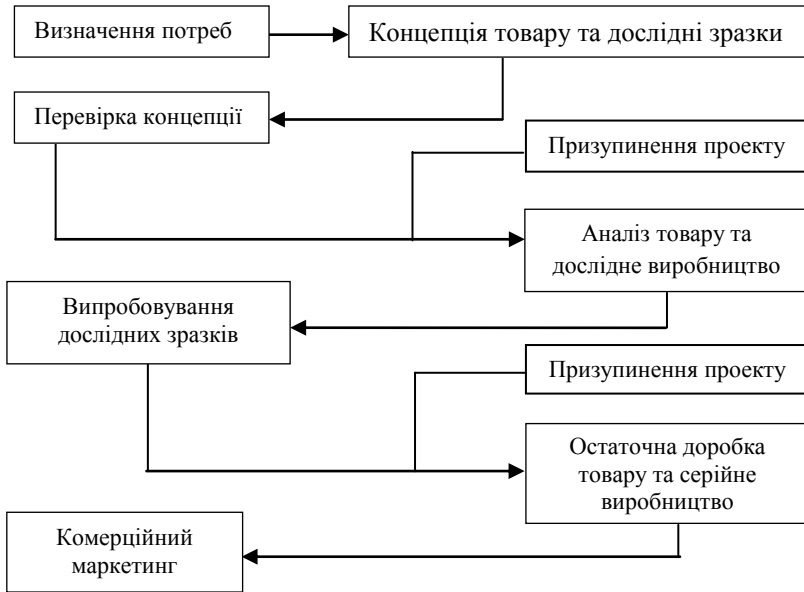 Визначення потреб
Концепція товару та дослідні зразки
Перевірка концепції
Призупинення проекту
Аналіз товару та
дослідне виробництво
Випробовування
дослідних зразків
Призупинення проекту
Остаточна доробка
товару та серійне
виробництво
Комерційний
маркетинг